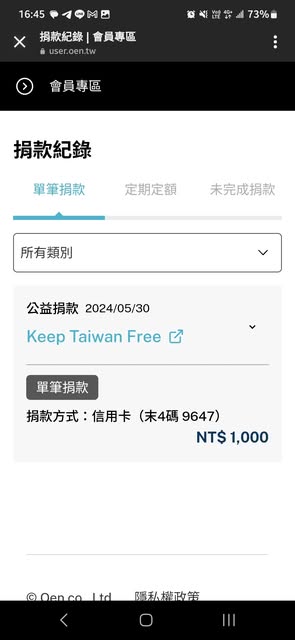 16:45 73%
捐款紀錄 | 會員專區
user.oen.tw
會員專區
捐款紀錄
單筆捐款 定期定額 未完成捐款
所有類別
公益捐款 2024/05/30
Keep Taiwan Free
單筆捐款
捐款方式：信用卡（末4碼 9647）
NT$ 1,000
© Oen co., Ltd. 隱私權政策